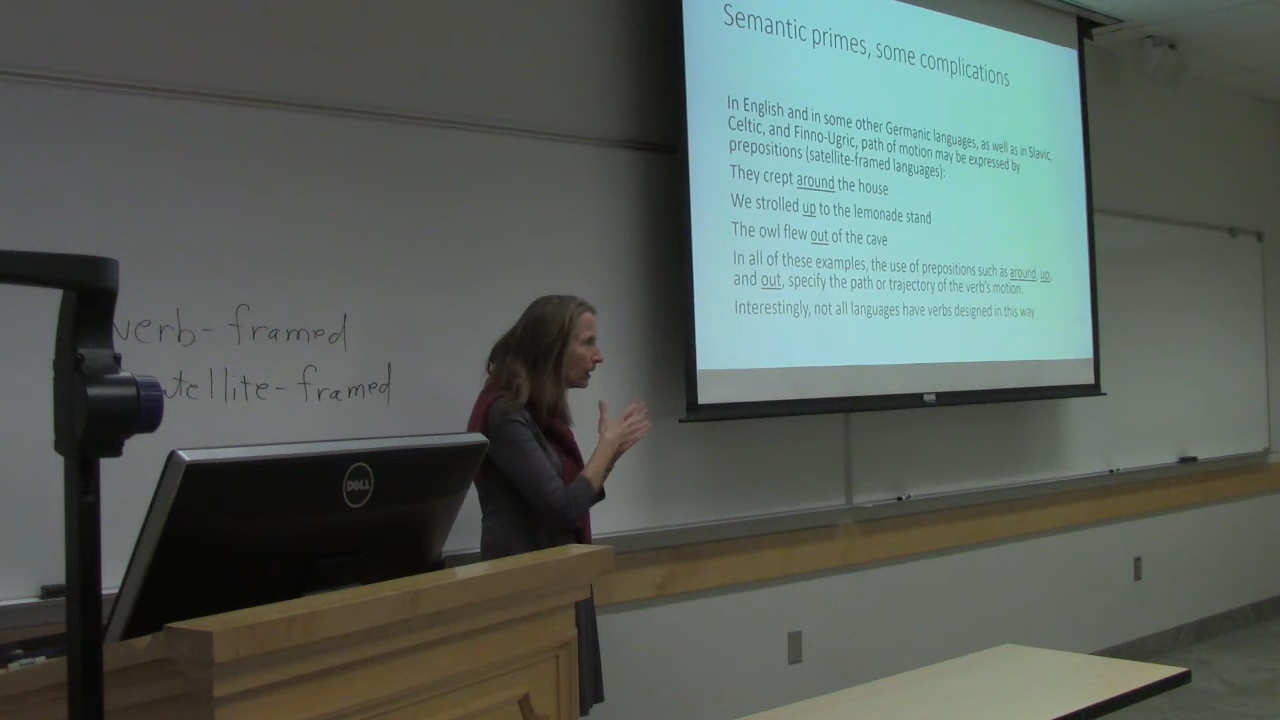 Semantic primes, some complications
In English and in some other Germanic languages, as well as in Slavic,
Celtic, and Finno-Ugric, path of motion may be expressed by
prepositions (satellite-framed languages):
They crept around the house
We strolled up to the lemonade stand
The owl flew out of the cave
In all of these examples, the use of prepositions such as around, up,
and out, specify the path or trajectory of the verb's motion.
Interestingly, not all languages have verbs designed in this way
verb-framed
tellite-framed
DELL